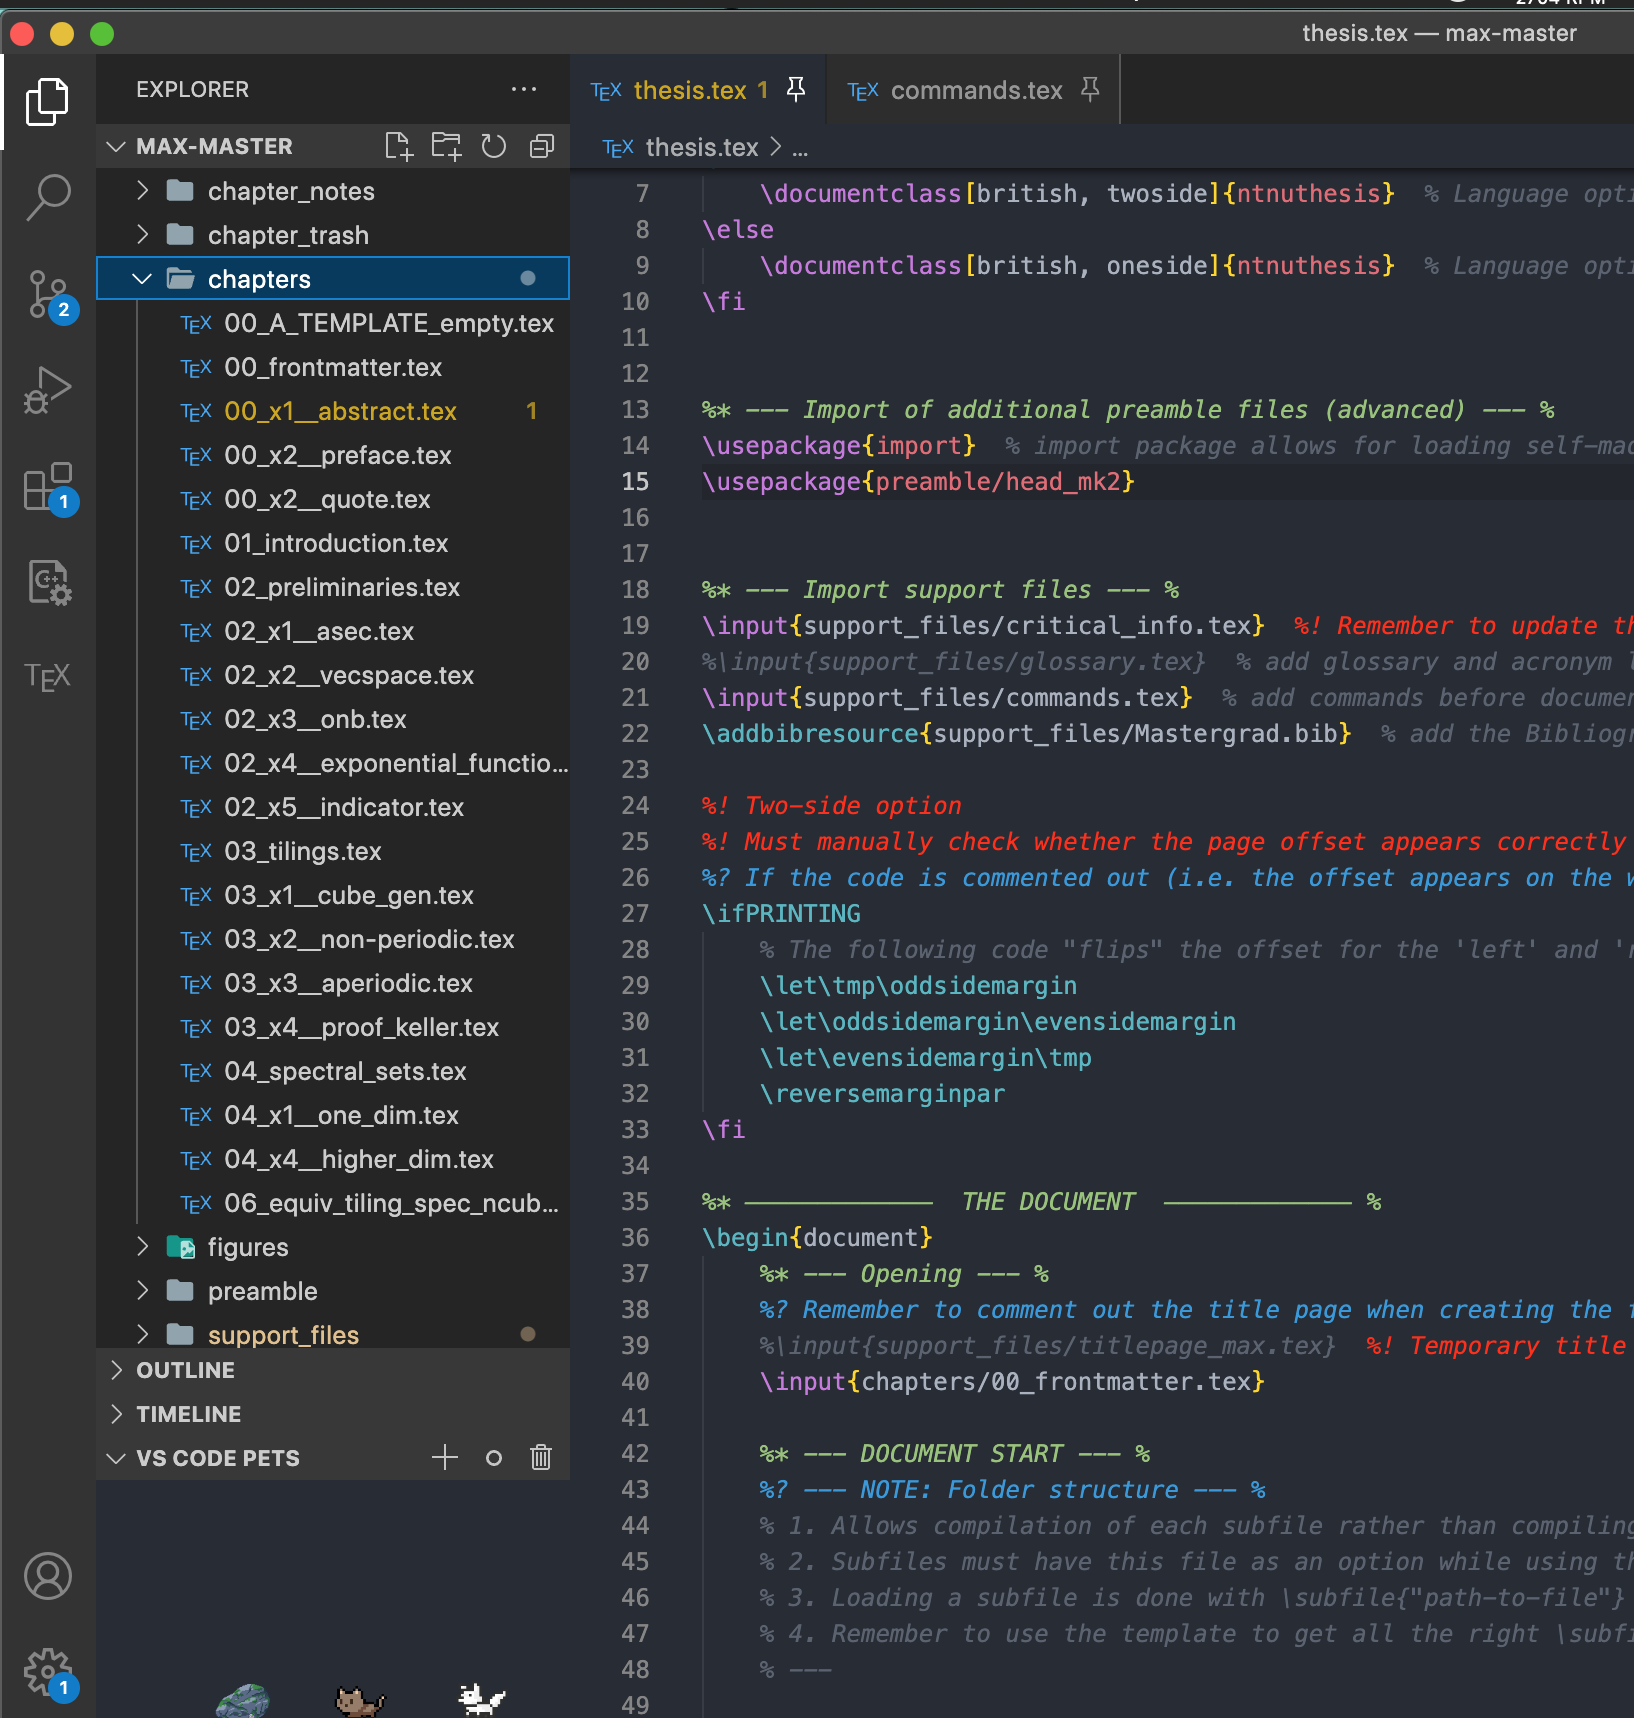 thesis.tex — max-master
EXPLORER
MAX-MASTER
chapter_notes
chapter_trash
chapters
TEX 00_A_TEMPLATE_empty.tex
TEX 00_frontmatter.tex
TEX 00_x1__abstract.tex 1
TEX 00_x2__preface.tex
TEX 00_x2__quote.tex
TEX 01_introduction.tex
TEX 02_preliminaries.tex
TEX 02_x1__asec.tex
TEX 02_x2__vecspace.tex
TEX 02_x3__onb.tex
TEX 02_x4__exponential_functio...
TEX 02_x5__indicator.tex
TEX 03_tilings.tex
TEX 03_x1__cube_gen.tex
TEX 03_x2__non-periodic.tex
TEX 03_x3__aperiodic.tex
TEX 03_x4__proof_keller.tex
TEX 04_spectral_sets.tex
TEX 04_x1__one_dim.tex
TEX 04_x4__higher_dim.tex
TEX 06_equiv_tiling_spec_ncub...
figures
preamble
support_files
OUTLINE
TIMELINE
VS CODE PETS
2
1
C++
TEX
1
TEX thesis.tex 1
TEX commands.tex
TEX thesis.tex > ...
7 \documentclass[british, twoside]{ntnuthesis} % Language opti
8 \else
9 \documentclass[british, oneside]{ntnuthesis} % Language opti
10 \fi
11
12
13 %* --- Import of additional preamble files (advanced) --- %
14 \usepackage{import} % import package allows for loading self-mad
15 \usepackage{preamble/head_mk2}
16
17
18 %* --- Import support files --- %
19 \input{support_files/critical_info.tex} %! Remember to update th
20 %\input{support_files/glossary.tex} % add glossary and acronym l
21 \input{support_files/commands.tex} % add commands before documen
22 \addbibresource{support_files/Mastergrad.bib} % add the Bibliogr
23
24 %! Two-side option
25 %! Must manually check whether the page offset appears correctly
26 %? If the code is commented out (i.e. the offset appears on the w
27 \ifPRINTING
28 % The following code "flips" the offset for the 'left' and 'r
29 \let\tmp\oddsidemargin
30 \let\oddsidemargin\evensidemargin
31 \let\evensidemargin\tmp
32 \reversemarginpar
33 \fi
34
35 %* ————————————— THE DOCUMENT ————————————— %
36 \begin{document}
37 %* --- Opening --- %
38 %? Remember to comment out the title page when creating the f
39 %\input{support_files/titlepage_max.tex} %! Temporary title
40 \input{chapters/00_frontmatter.tex}
41
42 %* --- DOCUMENT START --- %
43 %? --- NOTE: Folder structure --- %
44 % 1. Allows compilation of each subfile rather than compiling
45 % 2. Subfiles must have this file as an option while using th
46 % 3. Loading a subfile is done with \subfile{"path-to-file"}
47 % 4. Remember to use the template to get all the right \subfi
48 % ---
49